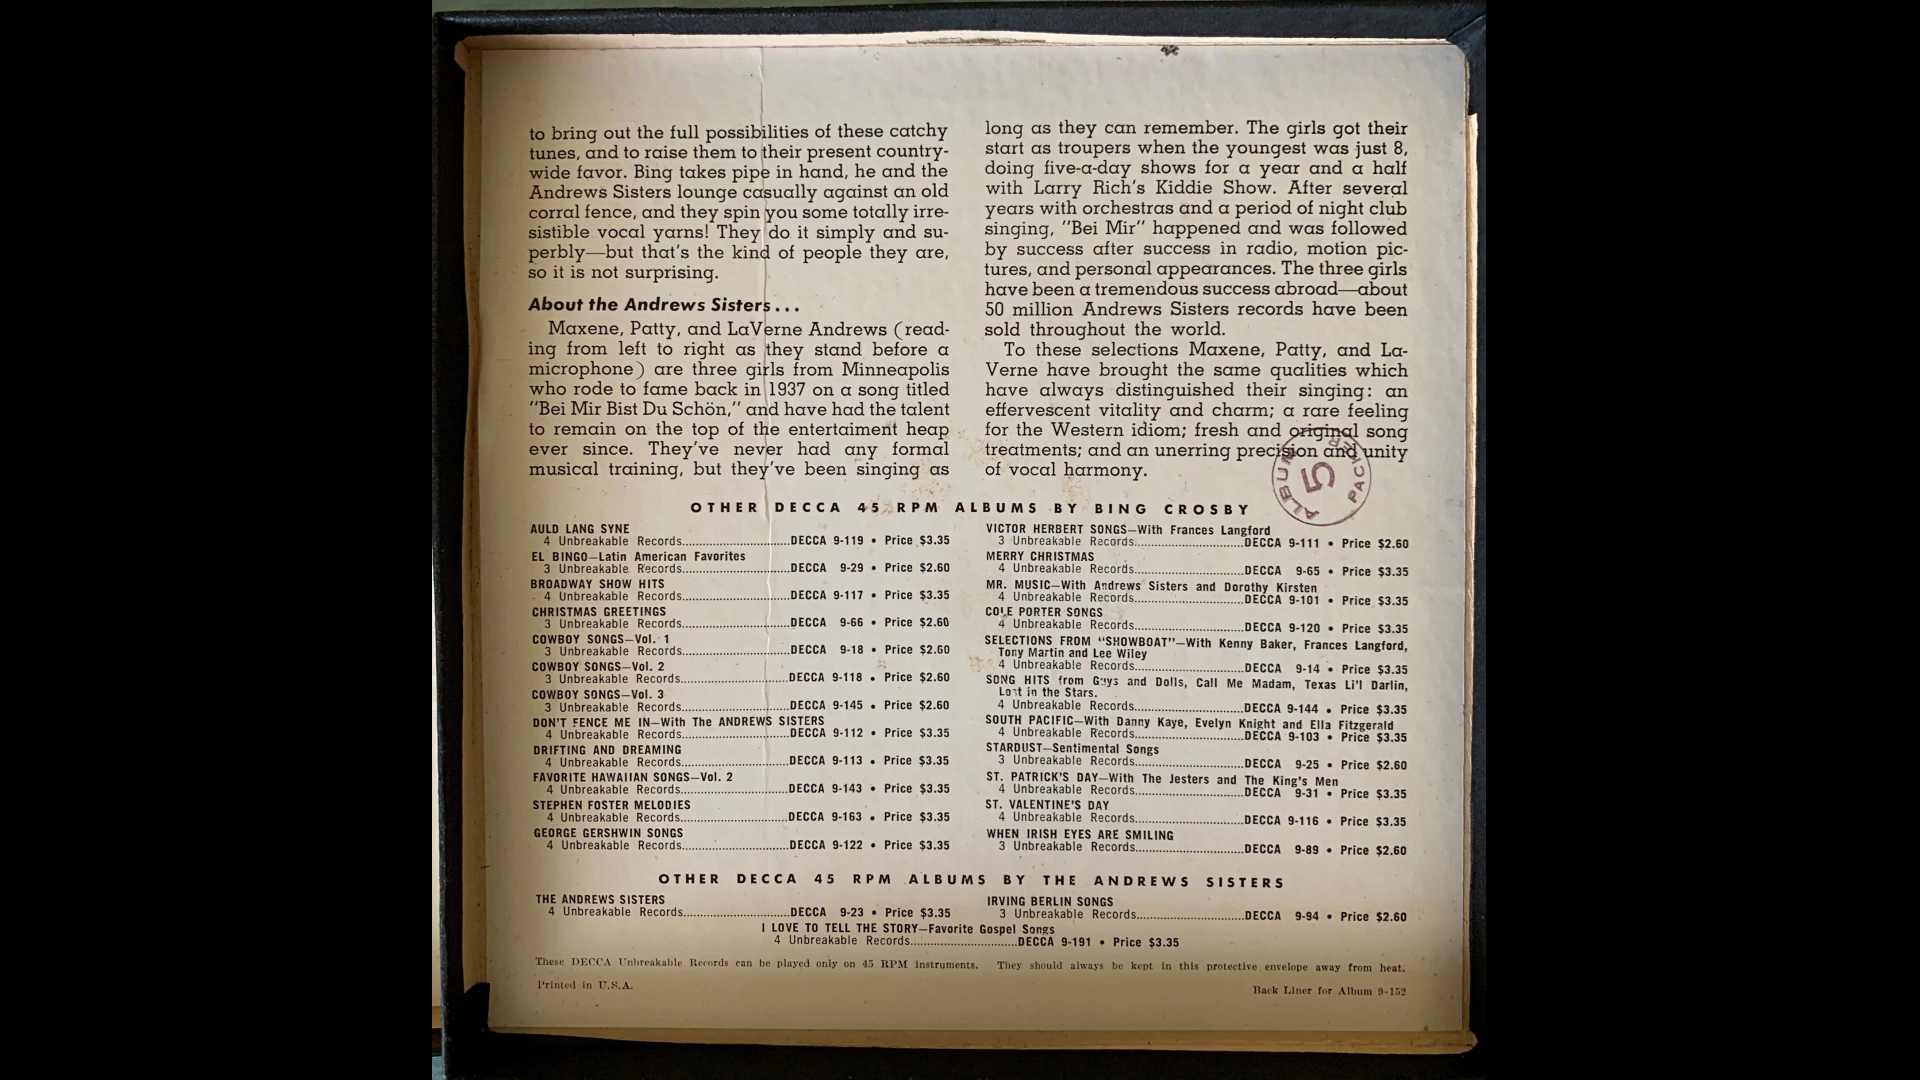 to bring out the full possibilities of these catchy
tunes, and to raise them to their present country-
wide favor. Bing takes pipe in hand, he and the
Andrews Sisters lounge casually against an old
corral fence, and they spin you some totally irre-
sistible vocal yarns! They do it simply and su-
perbly—but that's the kind of people they are,
so it is not surprising.
About the Andrews Sisters...
Maxene, Patty, and LaVerne Andrews (read-
ing from left to right as they stand before a
microphone) are three girls from Minneapolis
who rode to fame back in 1937 on a song titled
"Bei Mir Bist Du Schön," and have had the talent
to remain on the top of the entertaiment heap
ever since. They've never had any formal
musical training, but they've been singing as
long as they can remember. The girls got their
start as troupers when the youngest was just 8,
doing five-a-day shows for a year and a half
with Larry Rich's Kiddie Show. After several
years with orchestras and a period of night club
singing, "Bei Mir" happened and was followed
by success after success in radio, motion pic-
tures, and personal appearances. The three girls
have been a tremendous success abroad—about
50 million Andrews Sisters records have been
sold throughout the world.
To these selections Maxene, Patty, and La-
Verne have brought the same qualities which
have always distinguished their singing: an
effervescent vitality and charm; a rare feeling
for the Western idiom; fresh and original song
treatments; and an unerring precision and unity
of vocal harmony.
ALBUM PACKER
5
OTHER DECCA 45 RPM ALBUMS BY BING CROSBY
AULD LANG SYNE
4 Unbreakable Records..............................DECCA 9-119 • Price $3.35
EL BINGO—Latin American Favorites
3 Unbreakable Records..............................DECCA 9-29 • Price $2.60
BROADWAY SHOW HITS
4 Unbreakable Records..............................DECCA 9-117 • Price $3.35
CHRISTMAS GREETINGS
3 Unbreakable Records..............................DECCA 9-66 • Price $2.60
COWBOY SONGS—Vol. 1
3 Unbreakable Records..............................DECCA 9-18 • Price $2.60
COWBOY SONGS—Vol. 2
3 Unbreakable Records..............................DECCA 9-118 • Price $2.60
COWBOY SONGS—Vol. 3
3 Unbreakable Records..............................DECCA 9-145 • Price $2.60
DON'T FENCE ME IN—With The ANDREWS SISTERS
4 Unbreakable Records..............................DECCA 9-112 • Price $3.35
DRIFTING AND DREAMING
4 Unbreakable Records..............................DECCA 9-113 • Price $3.35
FAVORITE HAWAIIAN SONGS—Vol. 2
4 Unbreakable Records..............................DECCA 9-143 • Price $3.35
STEPHEN FOSTER MELODIES
4 Unbreakable Records..............................DECCA 9-163 • Price $3.35
GEORGE GERSHWIN SONGS
4 Unbreakable Records..............................DECCA 9-122 • Price $3.35
VICTOR HERBERT SONGS—With Frances Langford
3 Unbreakable Records..............................DECCA 9-111 • Price $2.60
MERRY CHRISTMAS
4 Unbreakable Records..............................DECCA 9-65 • Price $3.35
MR. MUSIC—With Andrews Sisters and Dorothy Kirsten
4 Unbreakable Records..............................DECCA 9-101 • Price $3.35
COLE PORTER SONGS
4 Unbreakable Records..............................DECCA 9-120 • Price $3.35
SELECTIONS FROM "SHOWBOAT"—With Kenny Baker, Frances Langford,
Tony Martin and Lee Wiley
4 Unbreakable Records..............................DECCA 9-14 • Price $3.35
SONG HITS from Guys and Dolls, Call Me Madam, Texas Li'l Darlin,
Lost in the Stars.
4 Unbreakable Records..............................DECCA 9-144 • Price $3.35
SOUTH PACIFIC—With Danny Kaye, Evelyn Knight and Ella Fitzgerald
4 Unbreakable Records..............................DECCA 9-103 • Price $3.35
STARDUST—Sentimental Songs
3 Unbreakable Records..............................DECCA 9-25 • Price $2.60
ST. PATRICK'S DAY—With The Jesters and The King's Men
4 Unbreakable Records..............................DECCA 9-31 • Price $3.35
ST. VALENTINE'S DAY
4 Unbreakable Records..............................DECCA 9-116 • Price $3.35
WHEN IRISH EYES ARE SMILING
3 Unbreakable Records..............................DECCA 9-89 • Price $2.60
OTHER DECCA 45 RPM ALBUMS BY THE ANDREWS SISTERS
THE ANDREWS SISTERS
4 Unbreakable Records..............................DECCA 9-23 • Price $3.35
IRVING BERLIN SONGS
3 Unbreakable Records..............................DECCA 9-94 • Price $2.60
I LOVE TO TELL THE STORY—Favorite Gospel Songs
4 Unbreakable Records..............................DECCA 9-191 • Price $3.35
These DECCA Unbreakable Records can be played only on 45 RPM instruments. They should always be kept in this protective envelope away from heat.
Printed in U.S.A.
Back Liner for Album 9-152